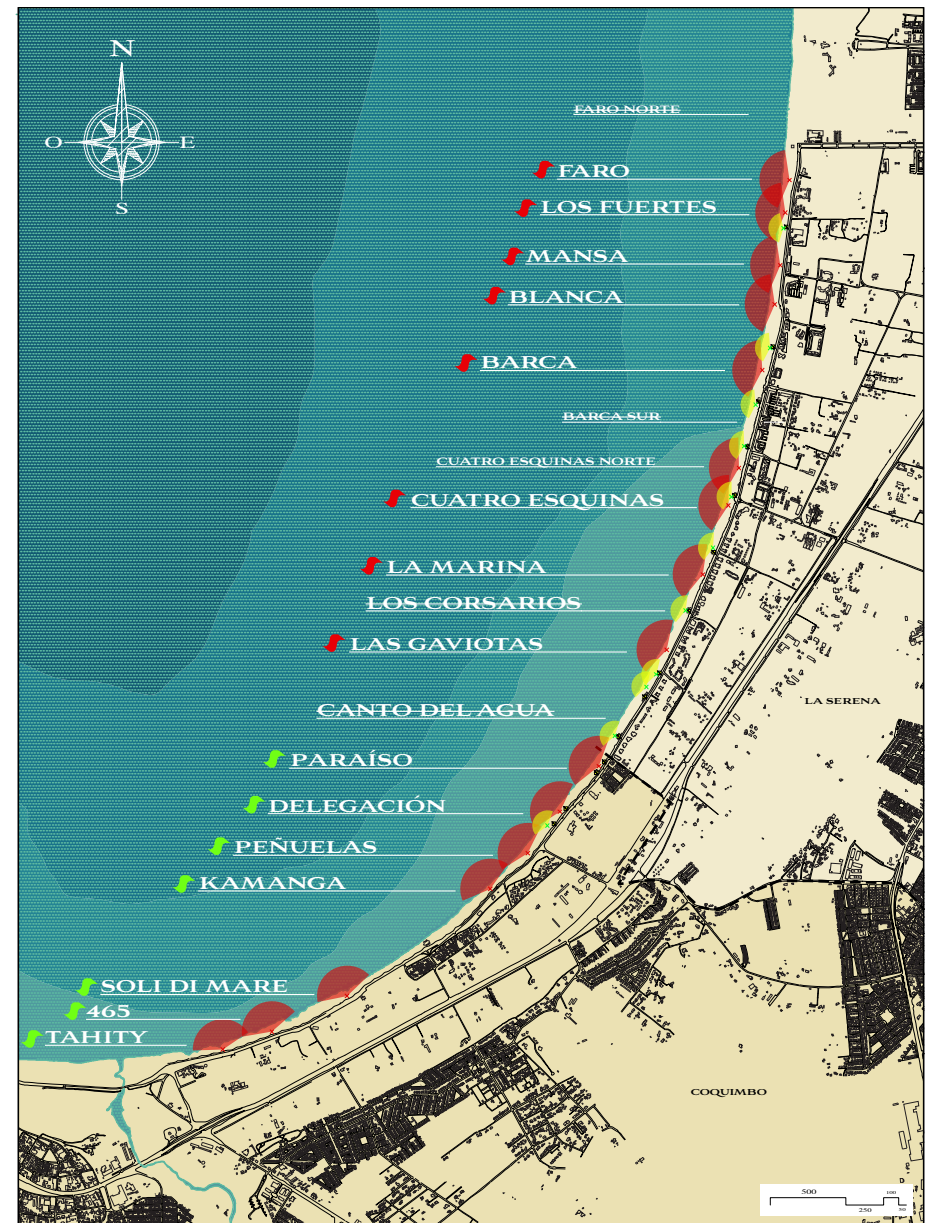 N
O E
S
FARO NORTE
FARO
LOS FUERTES
MANSA
BLANCA
BARCA
BARCA SUR
CUATRO ESQUINAS NORTE
CUATRO ESQUINAS
LA MARINA
LOS CORSARIOS
LAS GAVIOTAS
LA SERENA
CANTO DEL AGUA
PARAÍSO
DELEGACIÓN
PEÑUELAS
KAMANGA
SOLI DI MARE
465
TAHITY
COQUIMBO
500 100
250 50